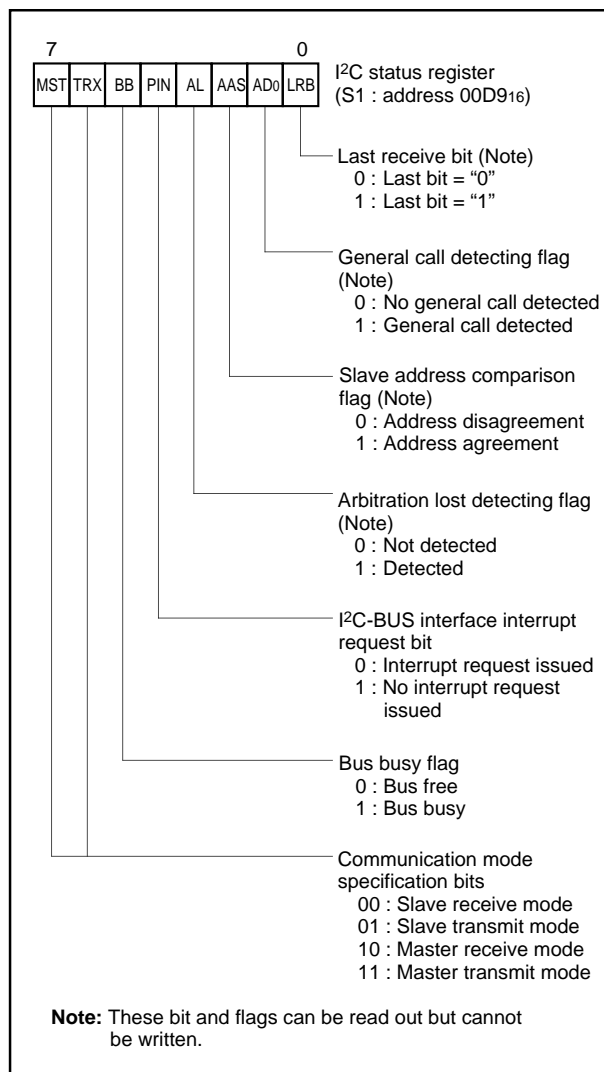 7 0
MST TRX BB PIN AL AAS AD0 LRB
I2C status register
(S1 : address 00D916)
Last receive bit (Note)
0 : Last bit = “0”
1 : Last bit = “1”
General call detecting flag
(Note)
0 : No general call detected
1 : General call detected
Slave address comparison
flag (Note)
0 : Address disagreement
1 : Address agreement
Arbitration lost detecting flag
(Note)
0 : Not detected
1 : Detected
I2C-BUS interface interrupt
request bit
0 : Interrupt request issued
1 : No interrupt request
issued
Bus busy flag
0 : Bus free
1 : Bus busy
Communication mode
specification bits
00 : Slave receive mode
01 : Slave transmit mode
10 : Master receive mode
11 : Master transmit mode
Note: These bit and flags can be read out but cannot
be written.